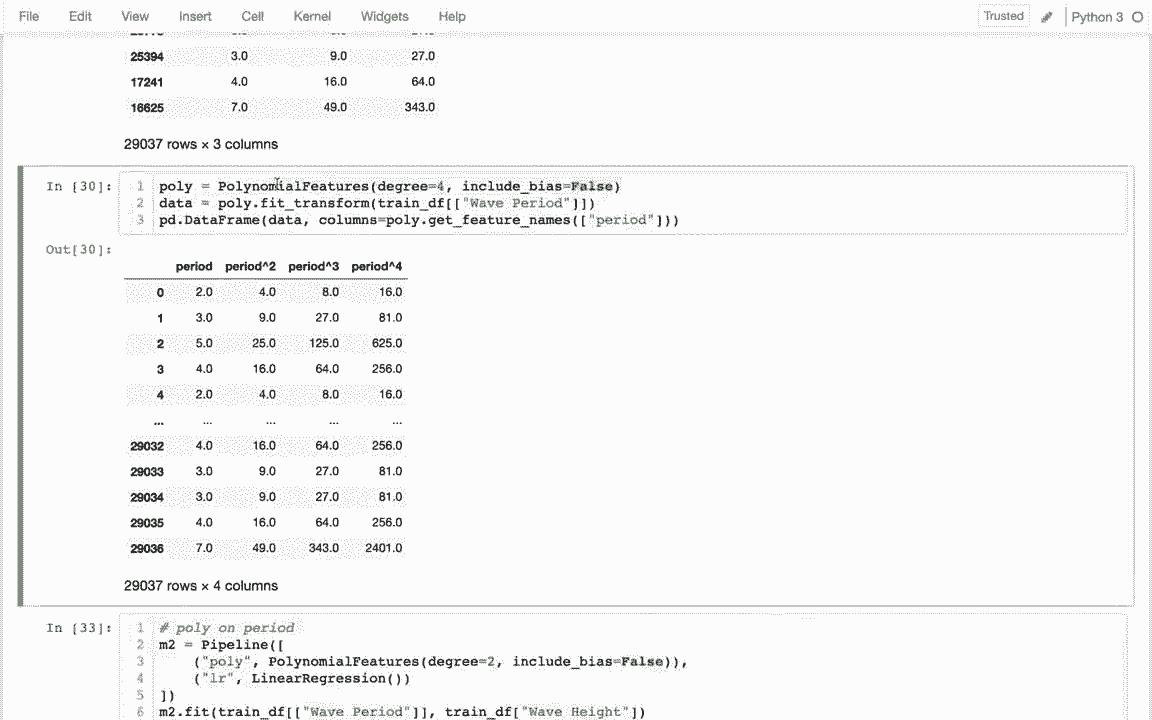 File Edit View Insert Cell Kernel Widgets Help Trusted Python 3
25394 3.0 9.0 27.0
17241 4.0 16.0 64.0
16625 7.0 49.0 343.0
29037 rows × 3 columns
In [30]: 1 poly = PolynomialFeatures(degree=4, include_bias=False)
2 data = poly.fit_transform(train_df[["Wave Period"]])
3 pd.DataFrame(data, columns=poly.get_feature_names(["period"]))
Out[30]:
period period^2 period^3 period^4
0 2.0 4.0 8.0 16.0
1 3.0 9.0 27.0 81.0
2 5.0 25.0 125.0 625.0
3 4.0 16.0 64.0 256.0
4 2.0 4.0 8.0 16.0
... ... ... ... ...
29032 4.0 16.0 64.0 256.0
29033 3.0 9.0 27.0 81.0
29034 3.0 9.0 27.0 81.0
29035 4.0 16.0 64.0 256.0
29036 7.0 49.0 343.0 2401.0
29037 rows × 4 columns
In [33]: 1 # poly on period
2 m2 = Pipeline([
3 ("poly", PolynomialFeatures(degree=2, include_bias=False)),
4 ("lr", LinearRegression())
5 ])
6 m2.fit(train_df[["Wave Period"]], train_df["Wave Height"])